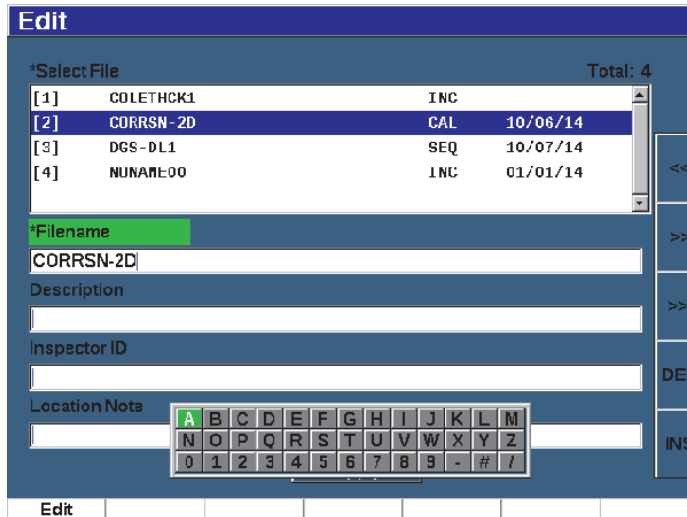 Edit
*Select File Total: 4
[1] COLETHCK1 INC
[2] CORRSN-2D CAL 10/06/14
[3] DGS-DL1 SEQ 10/07/14
[4] NUNAME00 INC 01/01/14
<<
*Filename
>>
CORRSN-2D
Description
>>
Inspector ID
DE
Location Note
A B C D E F G H I J K L M
N O P Q R S T U V W X Y Z
INS
0 1 2 3 4 5 6 7 8 9 - # /
Edit